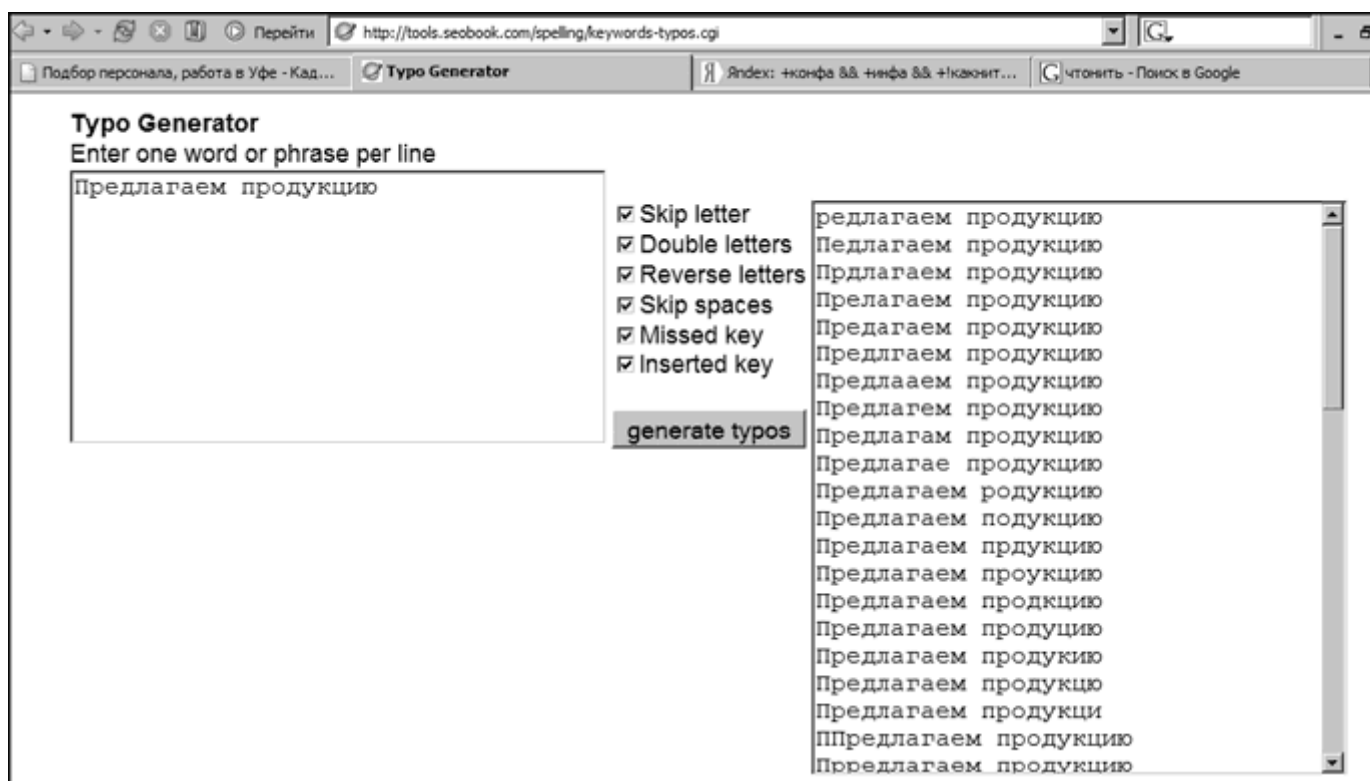 Перейти http://tools.seobook.com/spelling/keywords-typos.cgi G
Подбор персонала, работа в Уфе - Кад... Typo Generator Яndex: +конфа && +инфа && +!какнит... чтонить - Поиск в Google
Typo Generator
Enter one word or phrase per line
Предлагаем продукцию
Skip letter
Double letters
Reverse letters
Skip spaces
Missed key
Inserted key
generate typos
редлагаем продукцию
Педлагаем продукцию
Прдлагаем продукцию
Прелагаем продукцию
Предагаем продукцию
Предлгаем продукцию
Предлааем продукцию
Предлагем продукцию
Предлагам продукцию
Предлагае продукцию
Предлагаем родукцию
Предлагаем подукцию
Предлагаем прдукцию
Предлагаем проукцию
Предлагаем продкцию
Предлагаем продуцию
Предлагаем продукию
Предлагаем продукцю
Предлагаем продукци
ППредлагаем продукцию
Прредлагаем продукцию